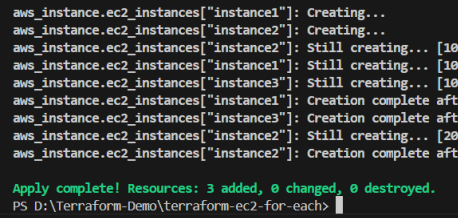 aws_instance.ec2_instances["instance1"]: Creating...
aws_instance.ec2_instances["instance2"]: Creating...
aws_instance.ec2_instances["instance2"]: Still creating... [10
aws_instance.ec2_instances["instance1"]: Still creating... [10
aws_instance.ec2_instances["instance3"]: Still creating... [10
aws_instance.ec2_instances["instance1"]: Creation complete aft
aws_instance.ec2_instances["instance3"]: Creation complete aft
aws_instance.ec2_instances["instance2"]: Still creating... [20
aws_instance.ec2_instances["instance2"]: Creation complete aft
Apply complete! Resources: 3 added, 0 changed, 0 destroyed.
PS D:\Terraform-Demo\terraform-ec2-for-each>